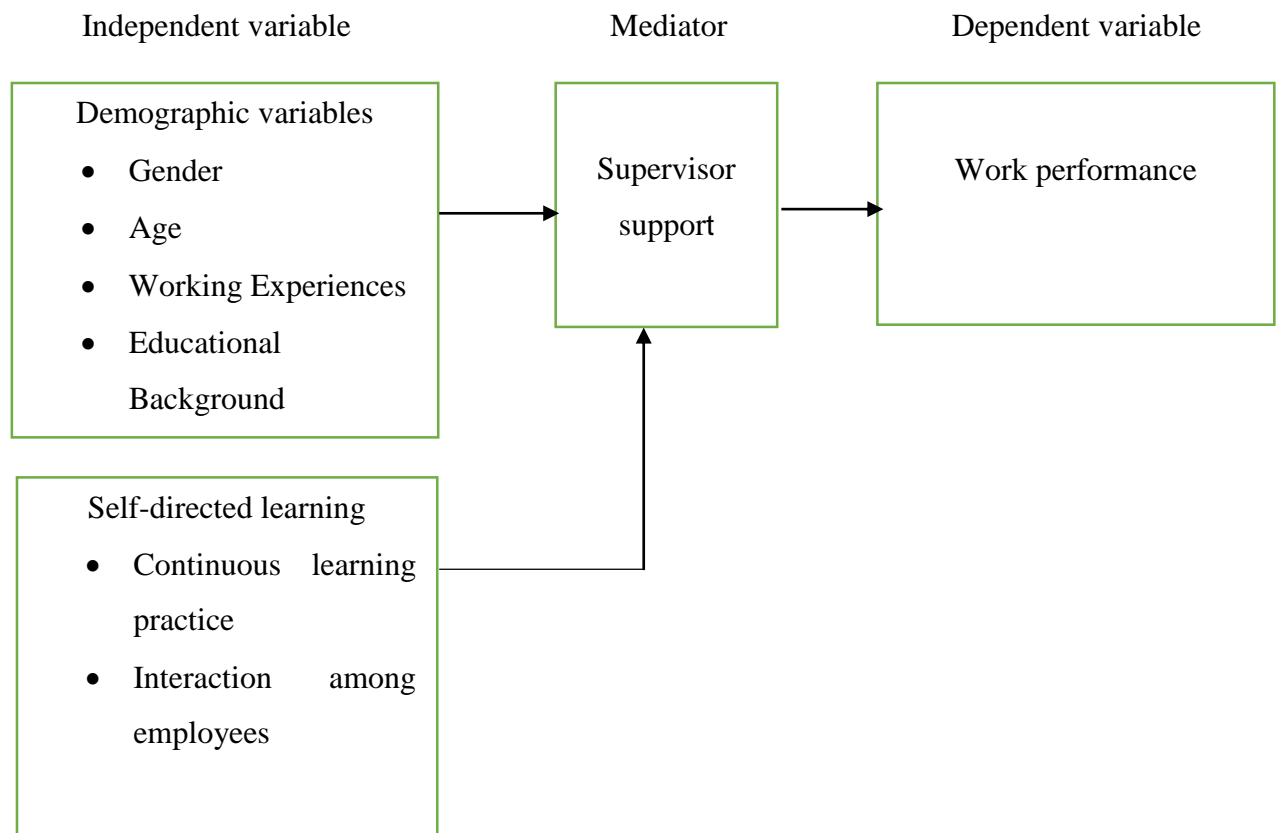 Independent variable
Mediator
Dependent variable
Demographic variables
• Gender
• Age
• Working Experiences
• Educational
Background
Supervisor
support
Work performance
Self-directed learning
• Continuous learning
practice
• Interaction among
employees